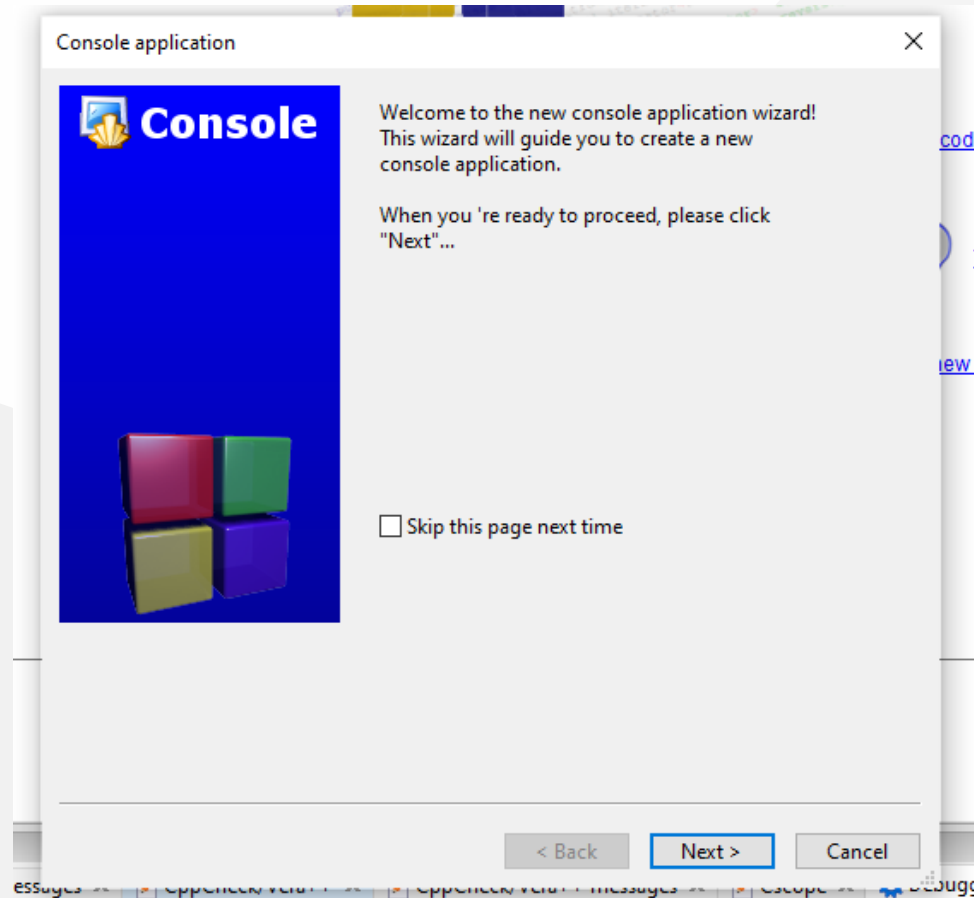 Console application
Console
Welcome to the new console application wizard!
This wizard will guide you to create a new
console application.
When you 're ready to proceed, please click
"Next"...
Skip this page next time
< Back
Next >
Cancel